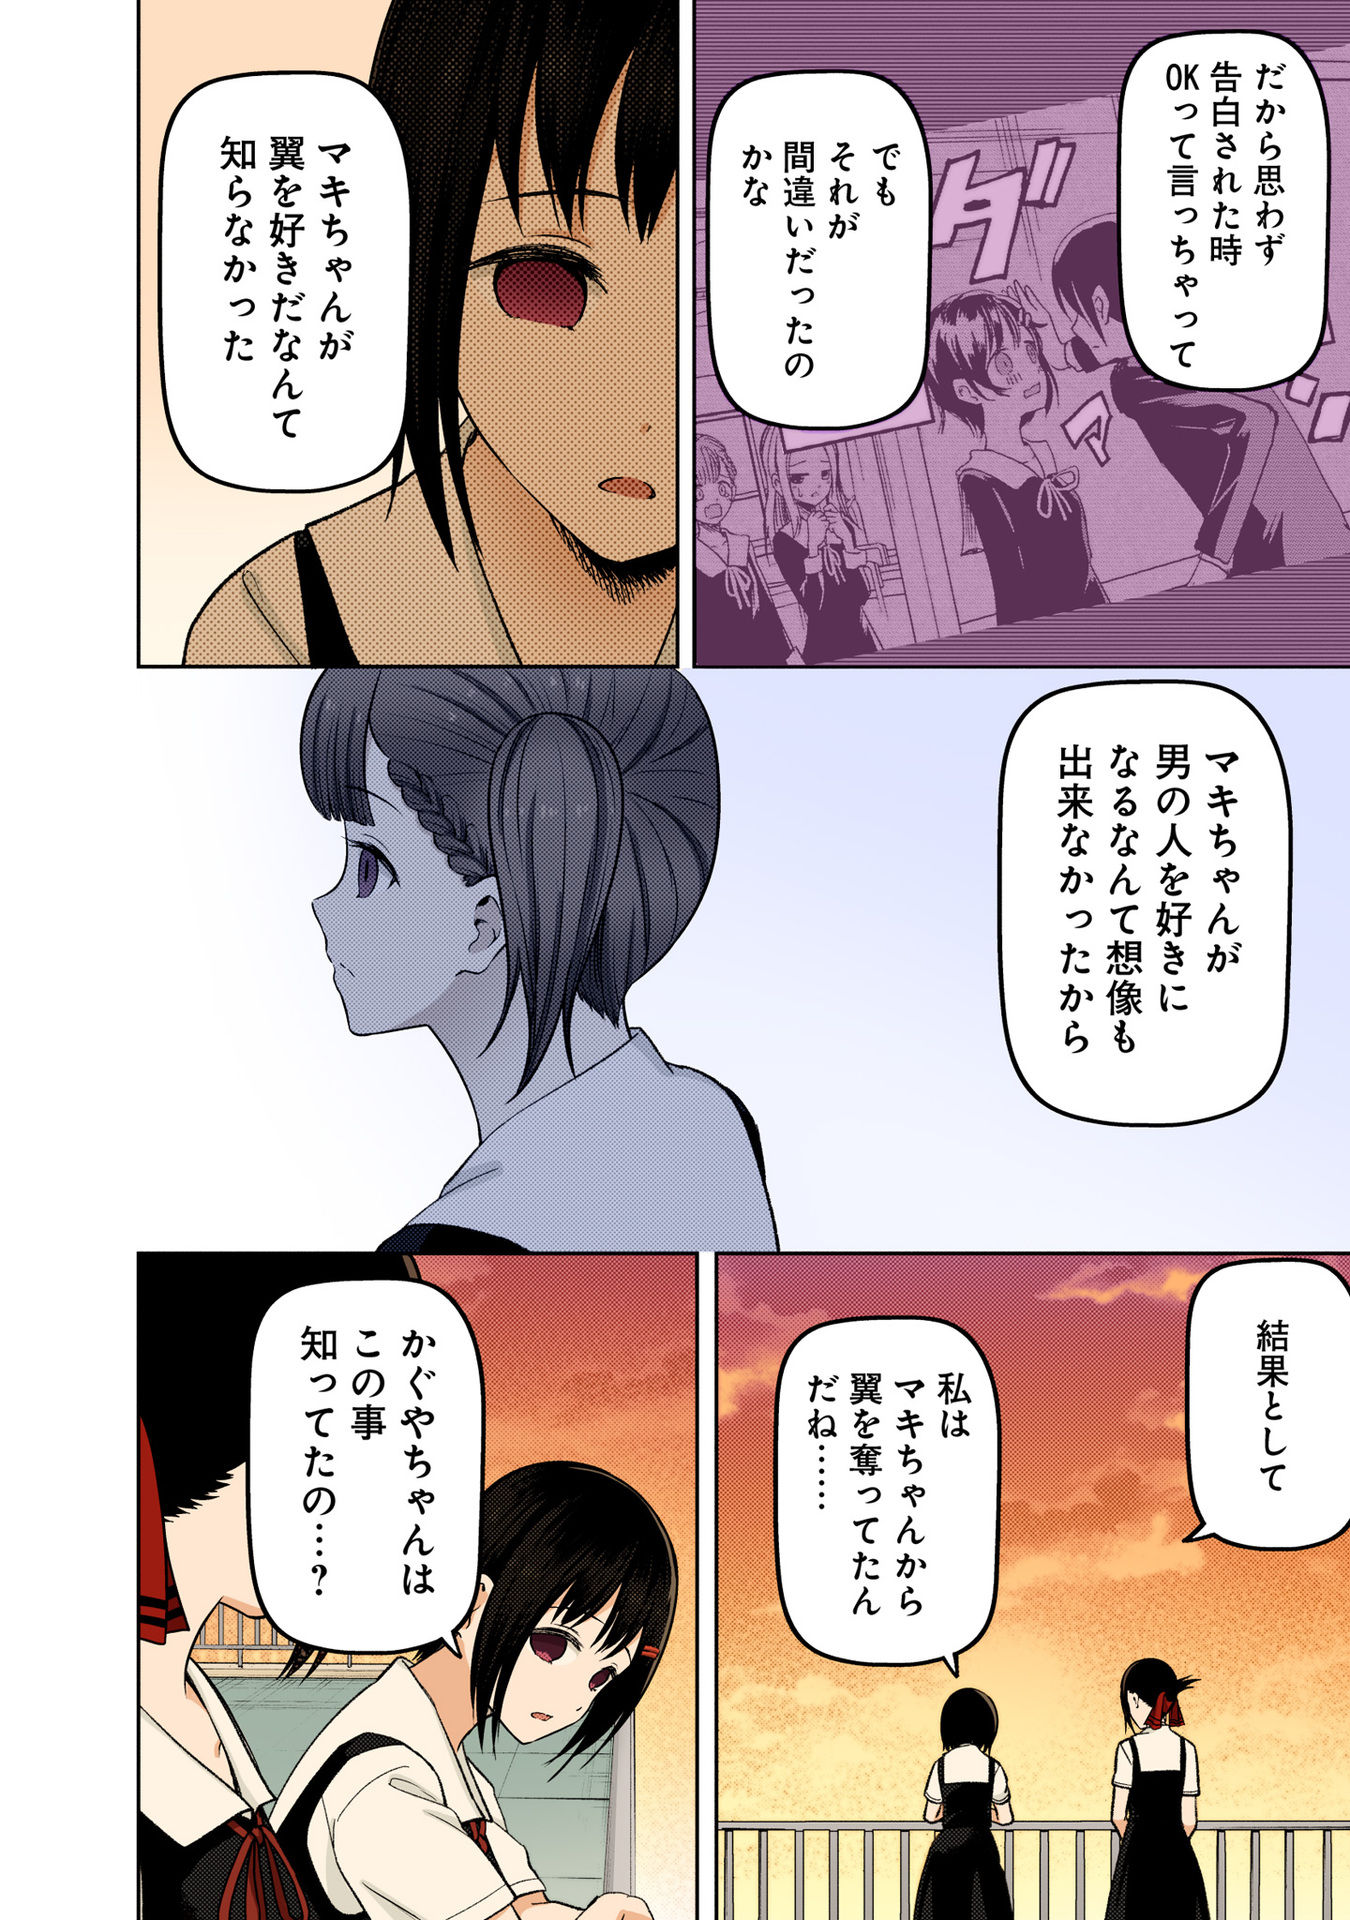 だから思わず
告白された時
OKって言っちゃって
でも
それが
間違いだったの
かな
ダァンッ
マキちゃんが
翼を好きだなんて
知らなかった
マキちゃんが
男の人を好きに
なるなんて想像も
出来なかったから
結果として
私は
マキちゃんから
翼を奪ってたん
だね……
かぐやちゃんは
この事
知ってたの…?